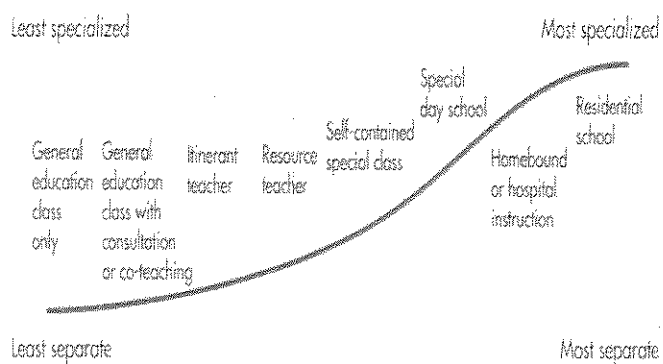 Least specialized
Most specialized
General
education
class
only
General
education
class with
consultation
or co-teaching
Itinerant
teacher
Resource
teacher
Self-contained
special class
Special
day school
Homebound
or hospital
instruction
Residential
school
Least separate
Most separate